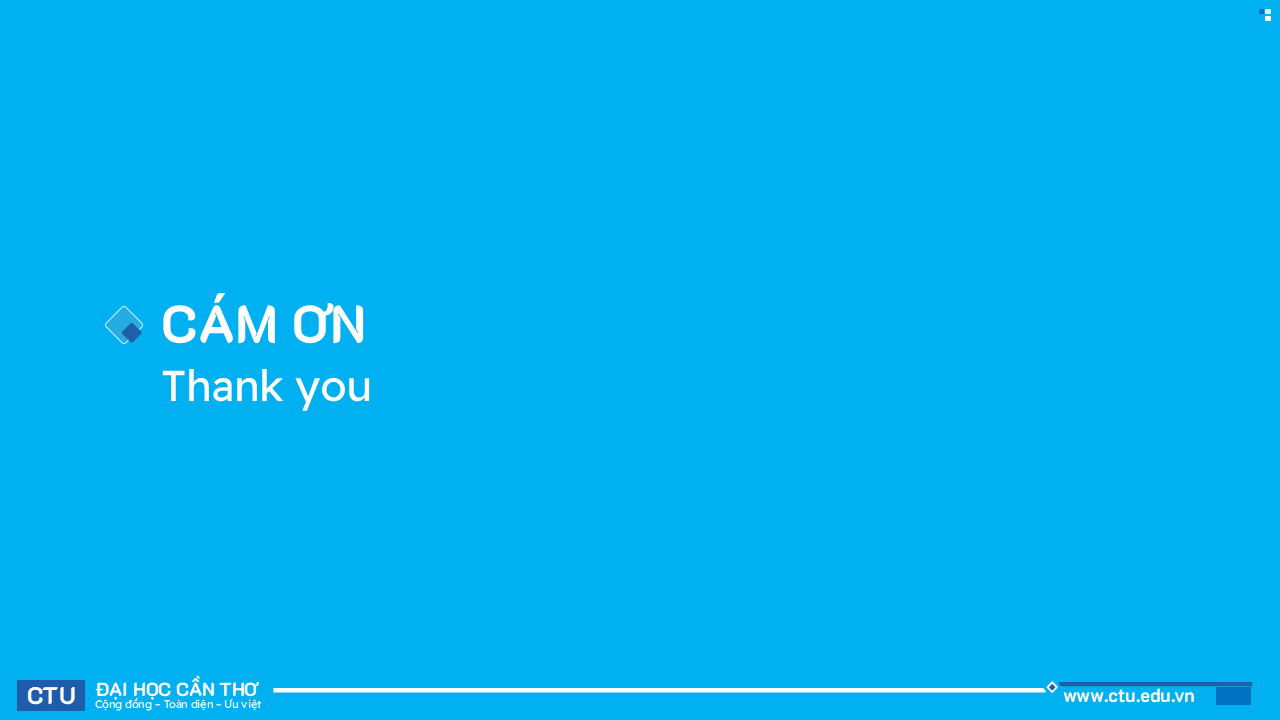 CÁM ƠN
Thank you
CTU
ĐẠI HỌC CẦN THƠ
Cộng đồng – Toàn diện – Ưu việt
www.ctu.edu.vn